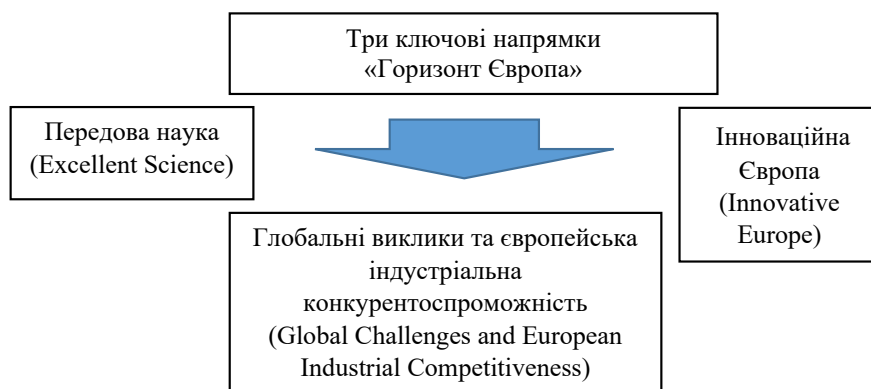 Три ключові напрямки
«Горизонт Європа»
Передова наука
(Excellent Science)
Інноваційна
Європа
(Innovative
Europe)
Глобальні виклики та європейська
індустріальна
конкурентоспроможність
(Global Challenges and European
Industrial Competitiveness)